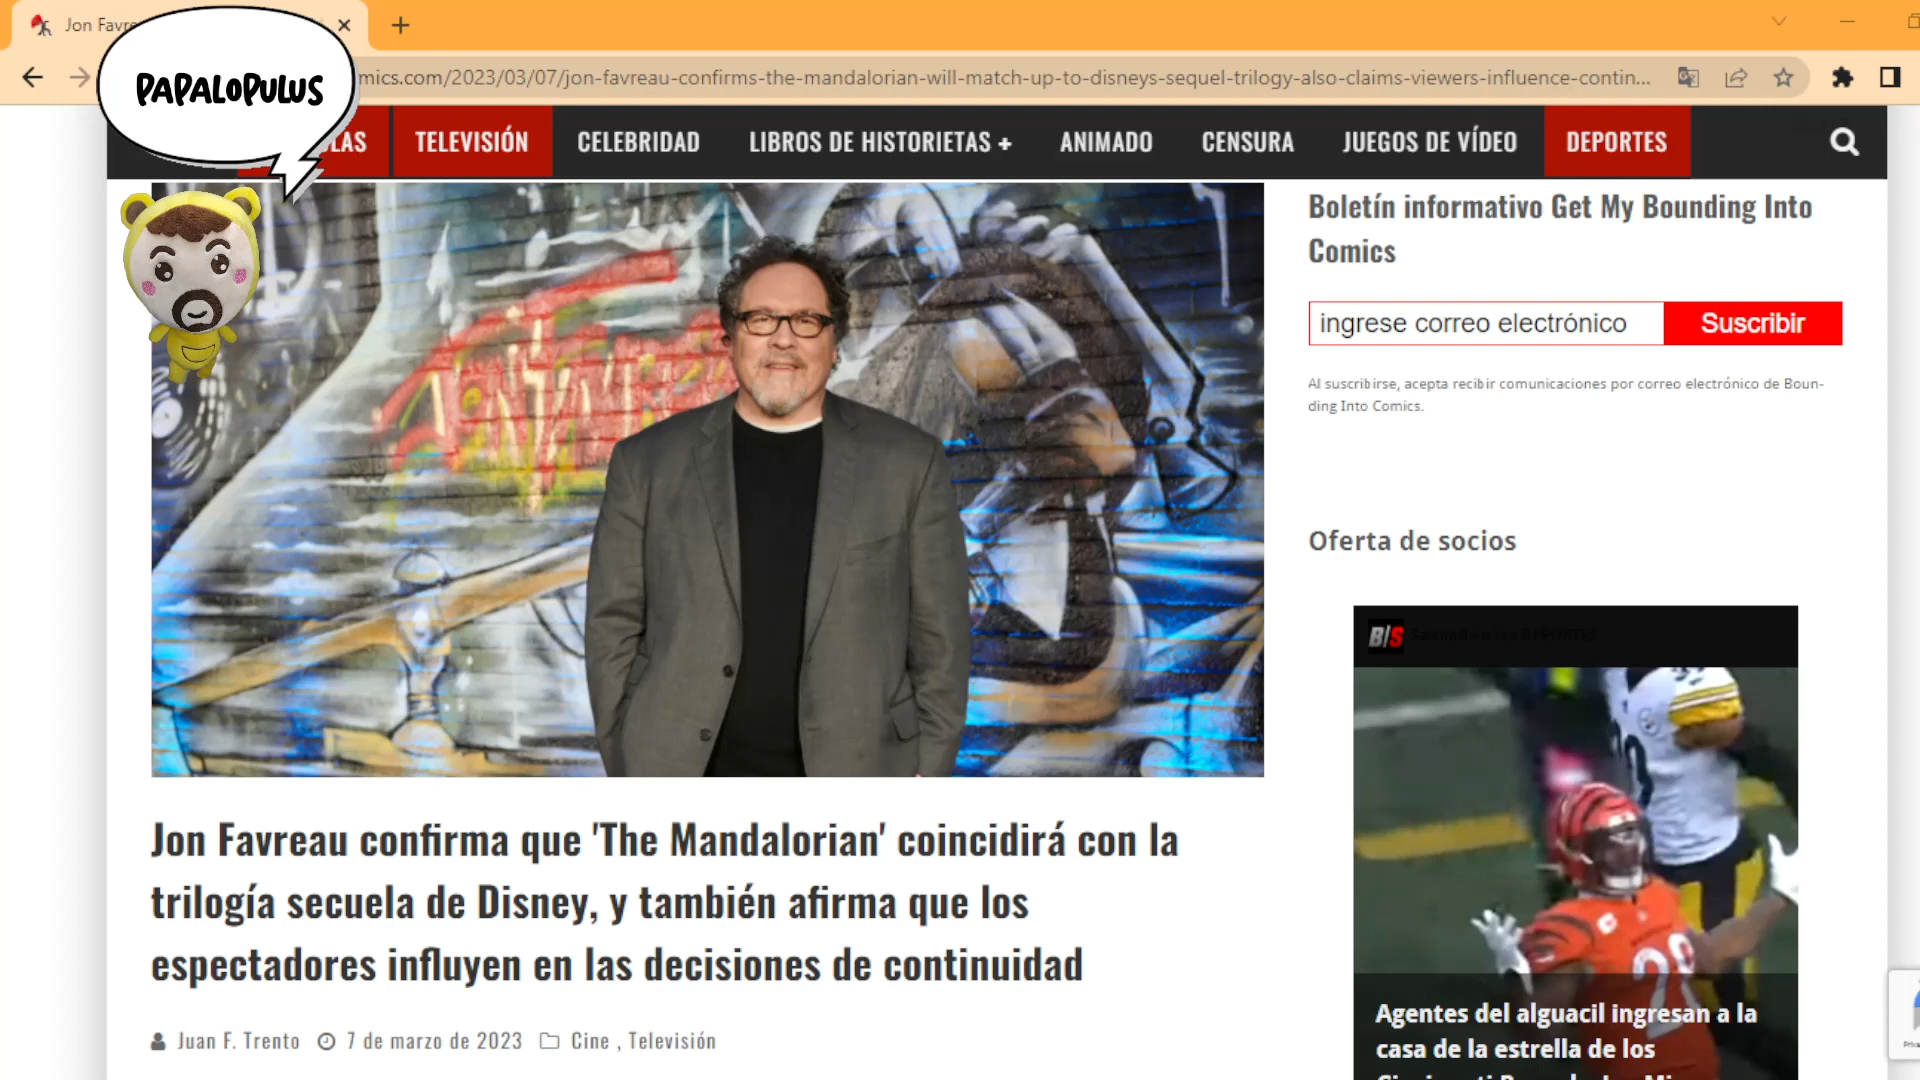 Jon Favre
PAPALOPULUS
mics.com/2023/03/07/jon-favreau-confirms-the-mandalorian-will-match-up-to-disneys-sequel-trilogy-also-claims-viewers-influence-contin...
LAS
TELEVISIÓN
CELEBRIDAD
LIBROS DE HISTORIETAS +
ANIMADO
CENSURA
JUEGOS DE VÍDEO
DEPORTES
Boletín informativo Get My Bounding Into
Comics
ingrese correo electrónico
Suscribir
Al suscribirse, acepta recibir comunicaciones por correo electrónico de Boun-
ding Into Comics.
Oferta de socios
B|S
Agentes del alguacil ingresan a la
casa de la estrella de los
Jon Favreau confirma que 'The Mandalorian' coincidirá con la
trilogía secuela de Disney, y también afirma que los
espectadores influyen en las decisiones de continuidad
Juan F. Trento
7 de marzo de 2023
Cine , Televisión